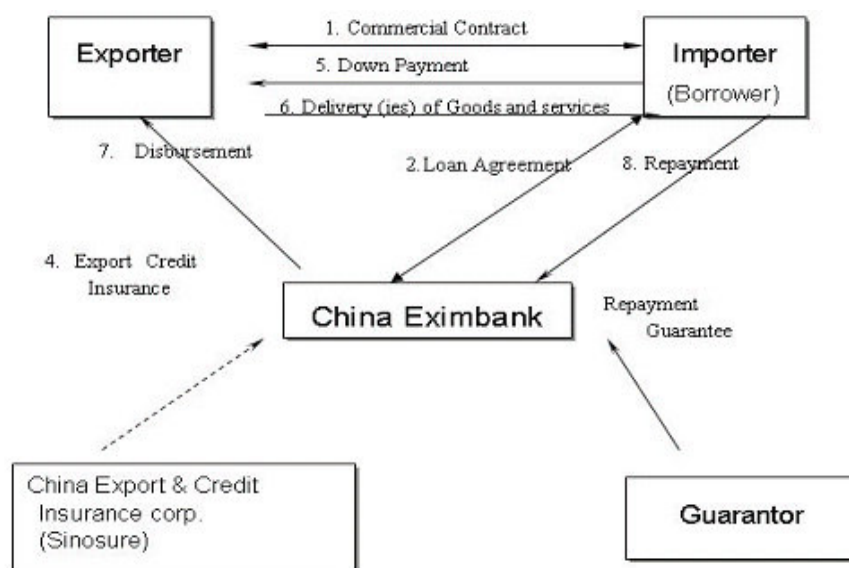 1. Commercial Contract
Exporter
Importer
(Borrower)
5. Down Payment
6. Delivery (ies) of Goods and services
7. Disbursement
2. Loan Agreement
8. Repayment
4. Export Credit
Insurance
China Eximbank
Repayment
Guarantee
China Export & Credit
Insurance corp.
(Sinosure)
Guarantor